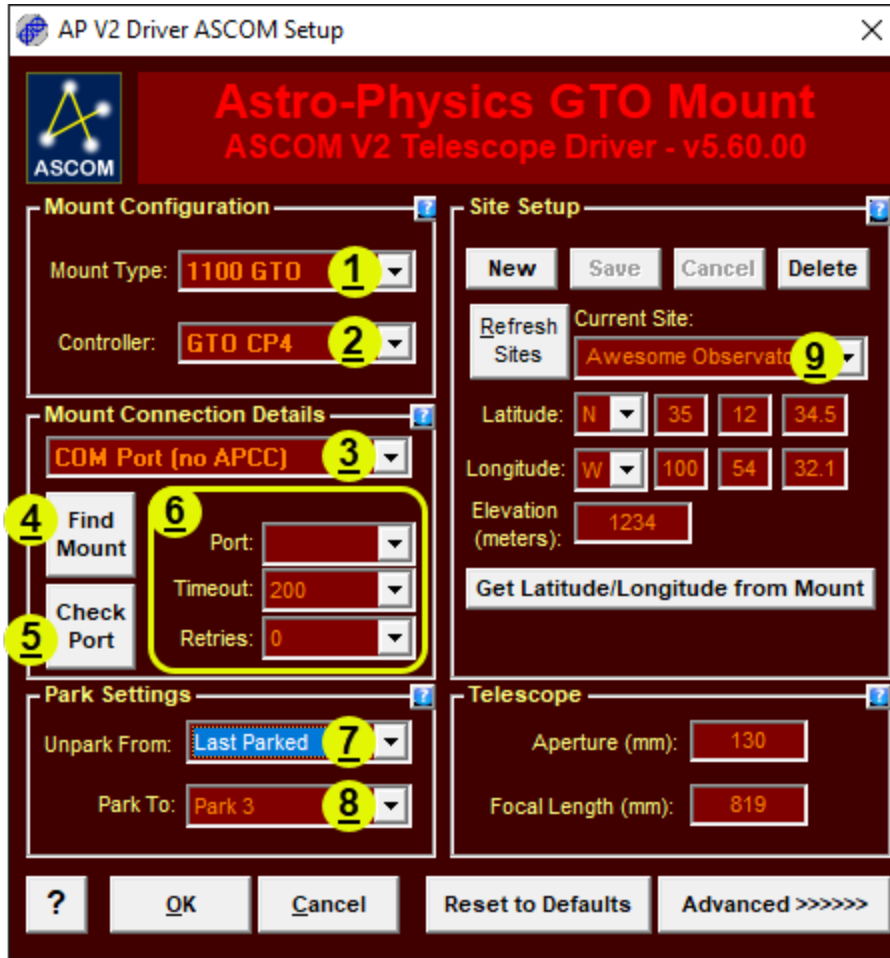 AP V2 Driver ASCOM Setup
ASCOM
Astro-Physics GTO Mount
ASCOM V2 Telescope Driver - v5.60.00
Mount Configuration ?
Mount Type: 1100 GTO 1
Controller: GTO CP4 2
Mount Connection Details ?
COM Port (no APCC) 3
4 Find
Mount
5 Check
Port
6
Port:
Timeout: 200
Retries: 0
Park Settings ?
Unpark From: Last Parked 7
Park To: Park 3 8
Site Setup ?
New Save Cancel Delete
Refresh
Sites
Current Site:
Awesome Observato 9
Latitude: N 35 12 34.5
Longitude: W 100 54 32.1
Elevation
(meters): 1234
Get Latitude/Longitude from Mount
Telescope ?
Aperture (mm): 130
Focal Length (mm): 819
? OK Cancel Reset to Defaults Advanced >>>>>>